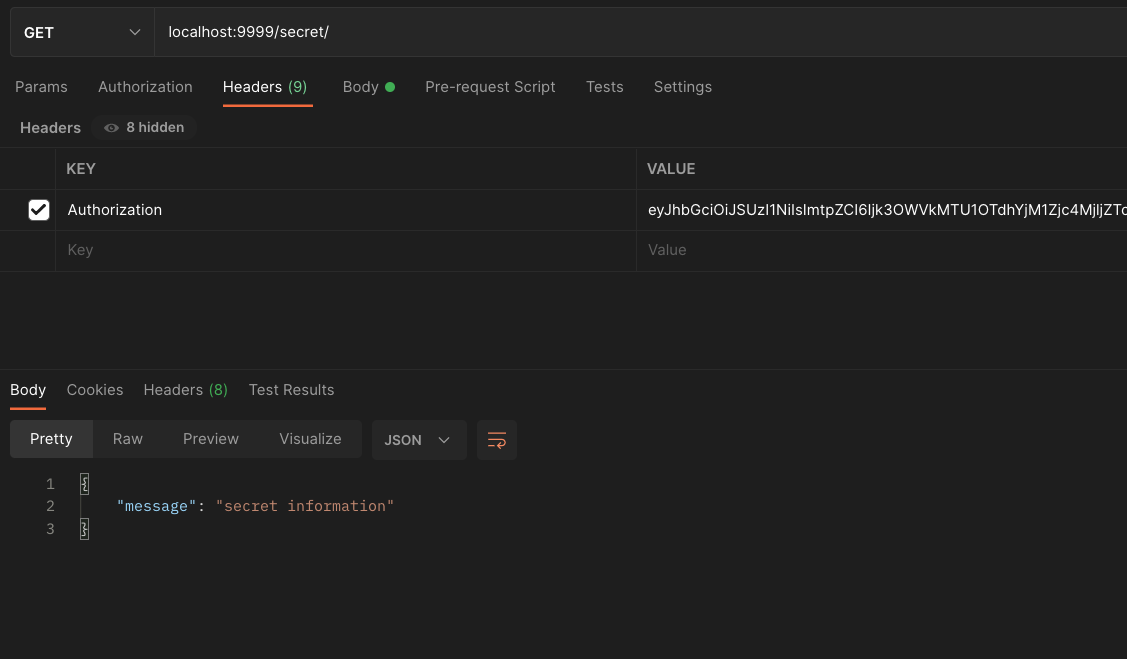 GET localhost:9999/secret/
Params Authorization Headers (9) Body Pre-request Script Tests Settings
Headers 8 hidden
KEY VALUE
Authorization eyJhbGciOiJSUzI1NiIsImtpZCI6Ijk3OWVkMTU1OTdhYjM1Zjc4MjljZTc
Key Value
Body Cookies Headers (8) Test Results
Pretty Raw Preview Visualize JSON
1 {
2 "message": "secret information"
3 }